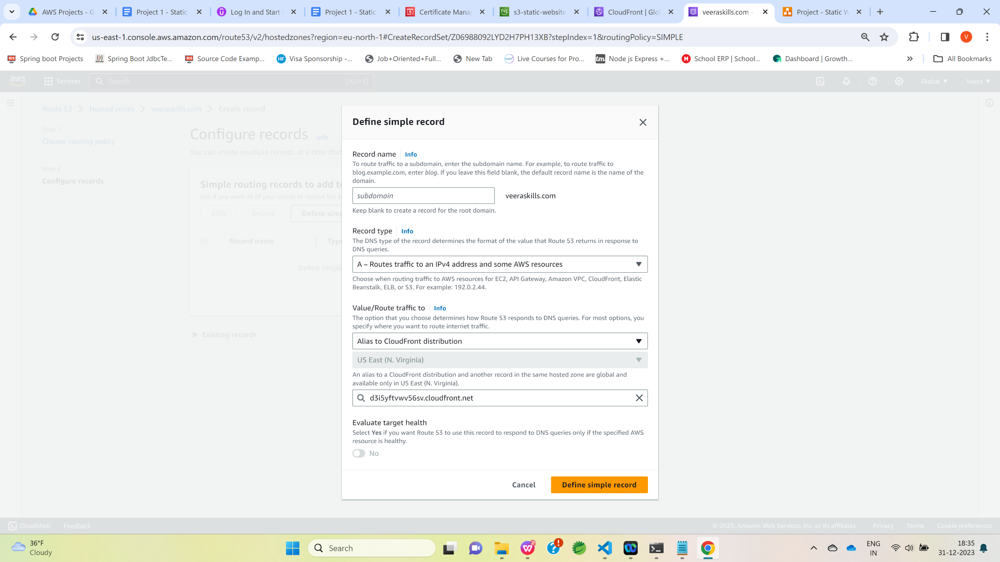 AWS Projects - G
Project 1 - Static
Log In and Start
Project 1 - Static
Certificate Manag
s3-static-website
CloudFront | Glo
veeraskills.com -
Project - Static W
us-east-1.console.aws.amazon.com/route53/v2/hostedzones?region=eu-north-1#CreateRecordSet/Z06988092LYD2H7PH13XB?stepIndex=1&routingPolicy=SIMPLE
V
Spring boot Projects
Spring Boot JdbcTe...
Source Code Examp...
Visa Sponsorship -...
Job+Oriented+Full...
New Tab
Live Courses for Pro...
Node js Express +...
School ERP | School...
Dashboard | Growth...
All Bookmarks
aws
Services
Search
[Alt+S]
Global
Veera
Route 53
Hosted zones
veeraskills.com
Create record
Step 1
Choose routing policy
Step 2
Configure records
Configure records
Info
You can create multiple records at a time that
Simple routing records to add to
Use if you want all of your clients to receive the sa
Edit
Delete
Define simp
Record name
Type
Define simple
Existing records
Define simple record
Record name
Info
To route traffic to a subdomain, enter the subdomain name. For example, to route traffic to
blog.example.com, enter blog. If you leave this field blank, the default record name is the name of the
domain.
subdomain
veeraskills.com
Keep blank to create a record for the root domain.
Record type
Info
The DNS type of the record determines the format of the value that Route 53 returns in response to
DNS queries.
A – Routes traffic to an IPv4 address and some AWS resources
Choose when routing traffic to AWS resources for EC2, API Gateway, Amazon VPC, CloudFront, Elastic
Beanstalk, ELB, or S3. For example: 192.0.2.44.
Value/Route traffic to
Info
The option that you choose determines how Route 53 responds to DNS queries. For most options, you
specify where you want to route internet traffic.
Alias to CloudFront distribution
US East (N. Virginia)
An alias to a CloudFront distribution and another record in the same hosted zone are global and
available only in US East (N. Virginia).
d3i5yftvwv56sv.cloudfront.net
Evaluate target health
Select Yes if you want Route 53 to use this record to respond to DNS queries only if the specified AWS
resource is healthy.
No
Cancel
Define simple record
CloudShell
Feedback
© 2023, Amazon Web Services, Inc. or its affiliates.
Privacy
Terms
Cookie preferences
36°F
Cloudy
Search
ENG
IN
18:35
31-12-2023